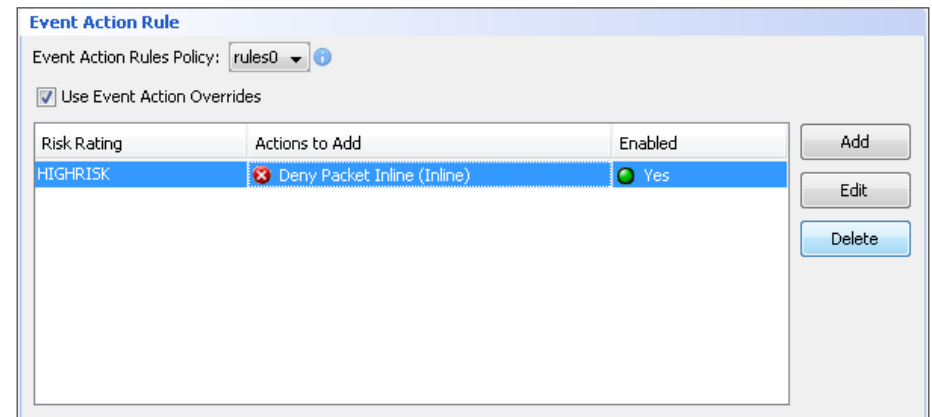 Event Action Rule
Event Action Rules Policy: rules0
Use Event Action Overrides
Risk Rating Actions to Add Enabled
HIGHRISK Deny Packet Inline (Inline) Yes
Add
Edit
Delete